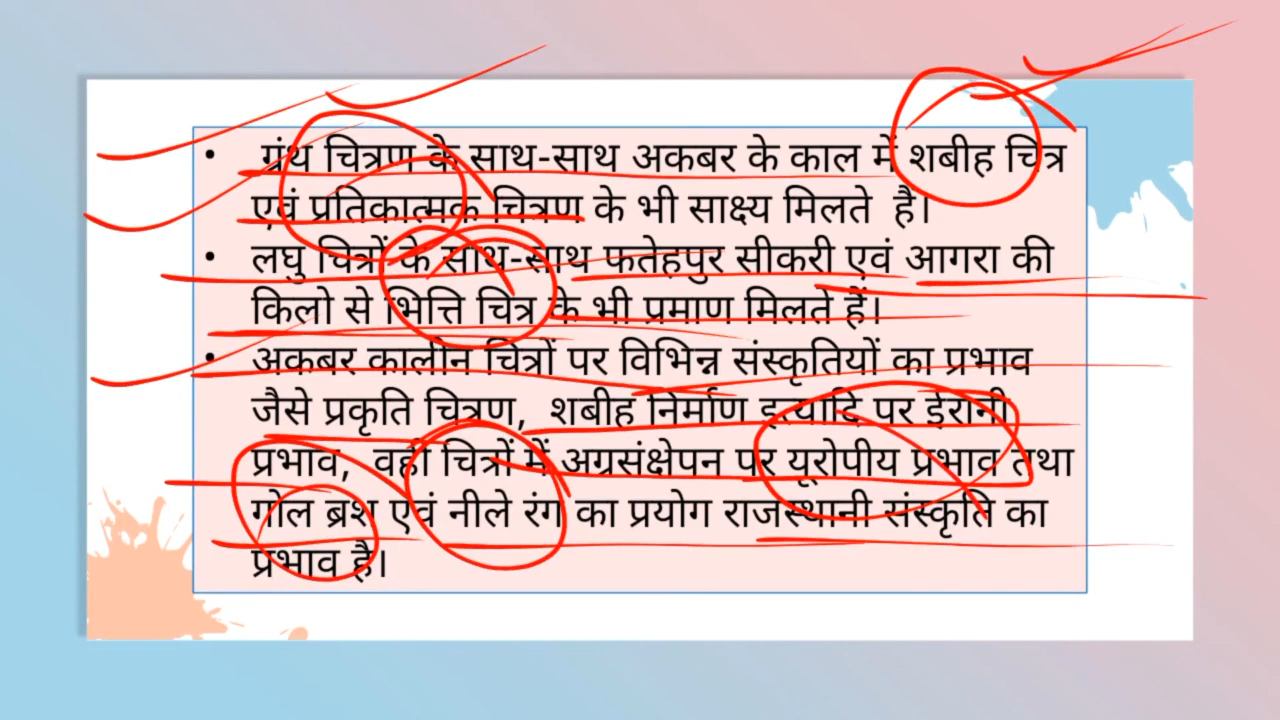 • ग्रंथ चित्रण के साथ-साथ अकबर के काल में शबीह चित्र
एवं प्रतिकात्मक चित्रण के भी साक्ष्य मिलते है।
• लघु चित्रों के साथ-साथ फतेहपुर सीकरी एवं आगरा की
किलो से भित्ति चित्र के भी प्रमाण मिलते हैं।
• अकबर कालीन चित्रों पर विभिन्न संस्कृतियों का प्रभाव
जैसे प्रकृति चित्रण, शबीह निर्माण इत्यादि पर ईरानी
प्रभाव, वहीं चित्रों में अग्रसंक्षेपन पर यूरोपीय प्रभाव तथा
गोल ब्रश एवं नीले रंग का प्रयोग राजस्थानी संस्कृति का
प्रभाव है।